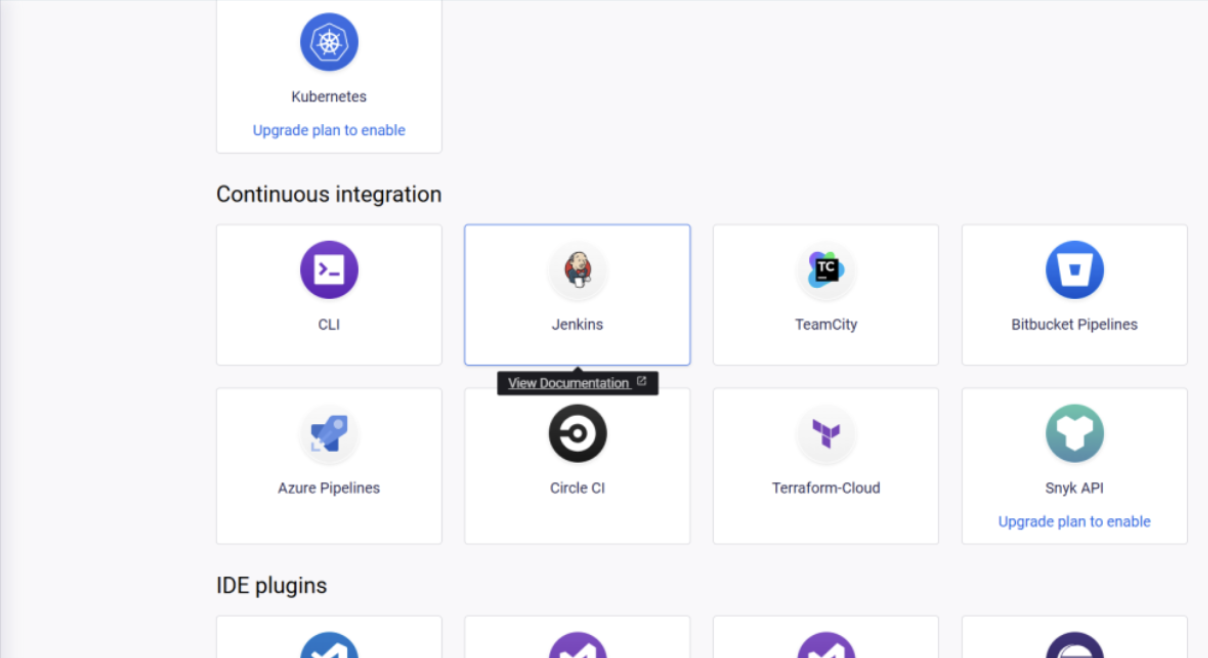 Kubernetes
Upgrade plan to enable
Continuous integration
CLI
Jenkins
TC
TeamCity
Bitbucket Pipelines
View Documentation
Azure Pipelines
Circle CI
Terraform-Cloud
Snyk API
Upgrade plan to enable
IDE plugins